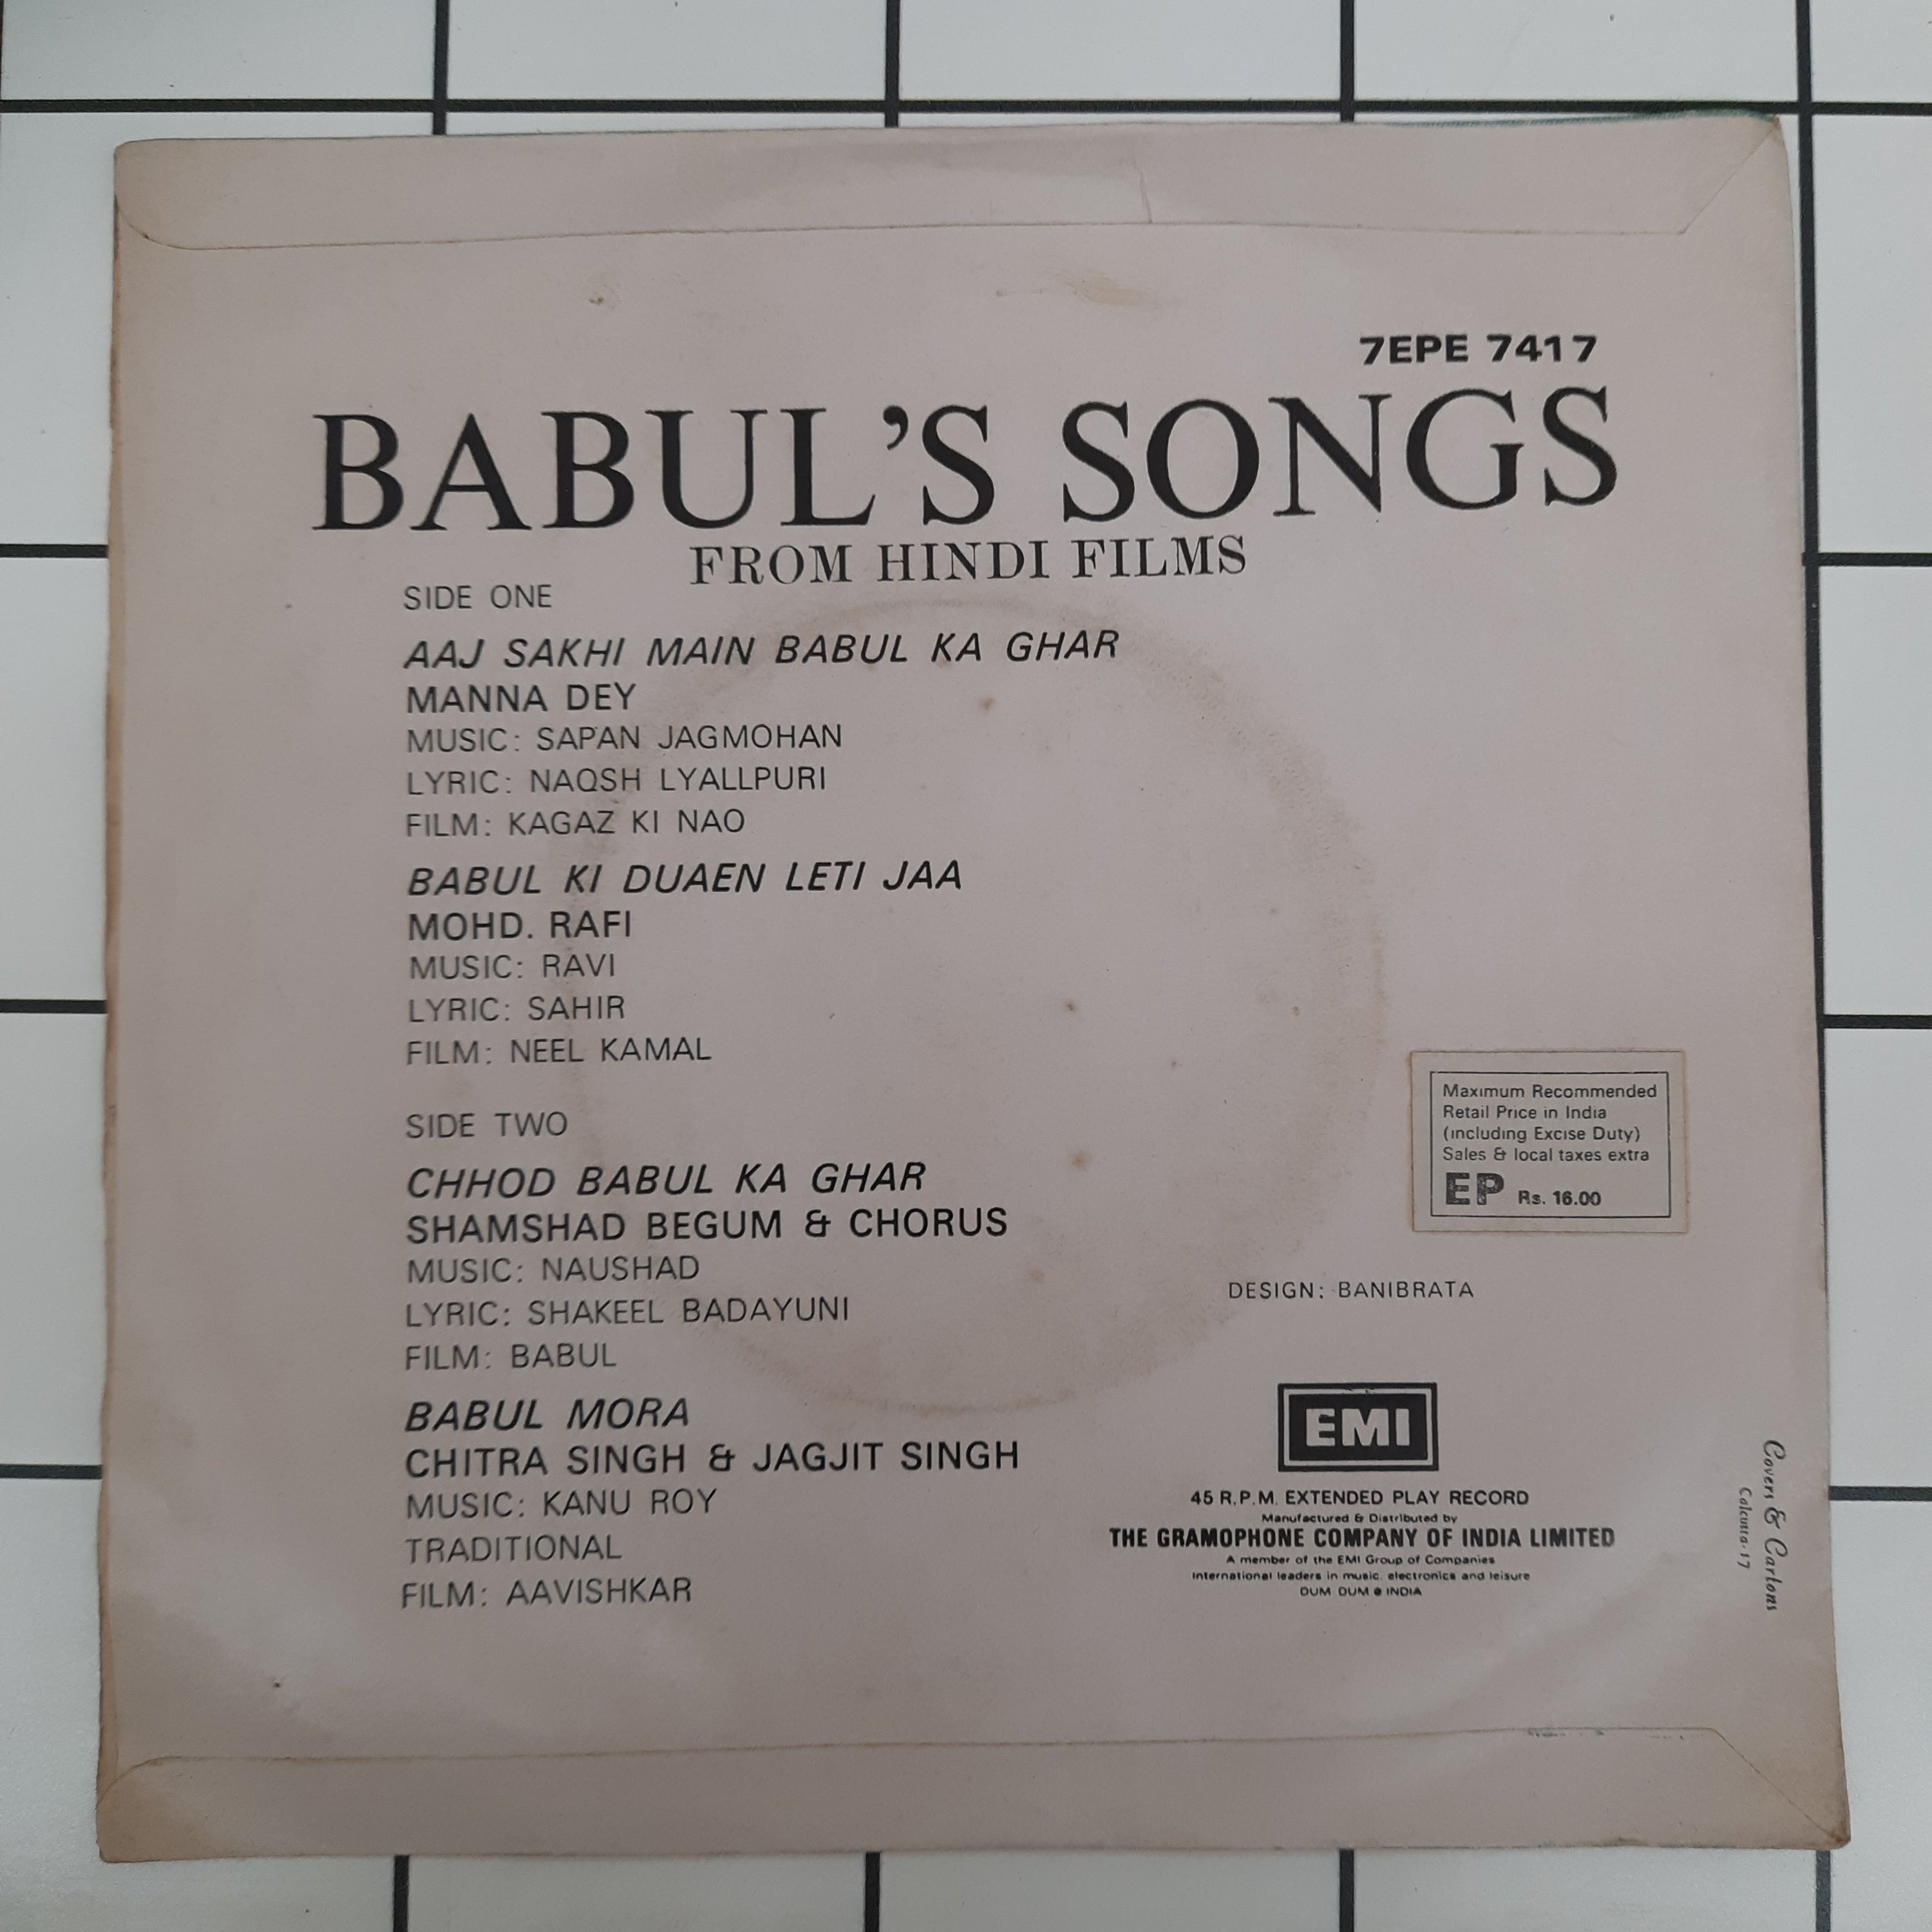 7EPE 7417
BABUL'S SONGS
FROM HINDI FILMS
SIDE ONE
AAJ SAKHI MAIN BABUL KA GHAR
MANNA DEY
MUSIC: SAPAN JAGMOHAN
LYRIC: NAQSH LYALLPURI
FILM: KAGAZ KI NAO
BABUL KI DUAEN LETI JAA
MOHD. RAFI
MUSIC: RAVI
LYRIC: SAHIR
FILM: NEEL KAMAL
SIDE TWO
CHHOD BABUL KA GHAR
SHAMSHAD BEGUM & CHORUS
MUSIC: NAUSHAD
LYRIC: SHAKEEL BADAYUNI
FILM: BABUL
BABUL MORA
CHITRA SINGH & JAGJIT SINGH
MUSIC: KANU ROY
TRADITIONAL
FILM: AAVISHKAR
Maximum Recommended
Retail Price in India
(including Excise Duty)
Sales & local taxes extra
EP Rs. 16.00
DESIGN: BANIBRATA
EMI
45 R.P.M. EXTENDED PLAY RECORD
Manufactured & Distributed by
THE GRAMOPHONE COMPANY OF INDIA LIMITED
A member of the EMI Group of Companies
International leaders in music, electronics and leisure
DUM DUM ● INDIA
Covers & Cartons
Calcutta-17